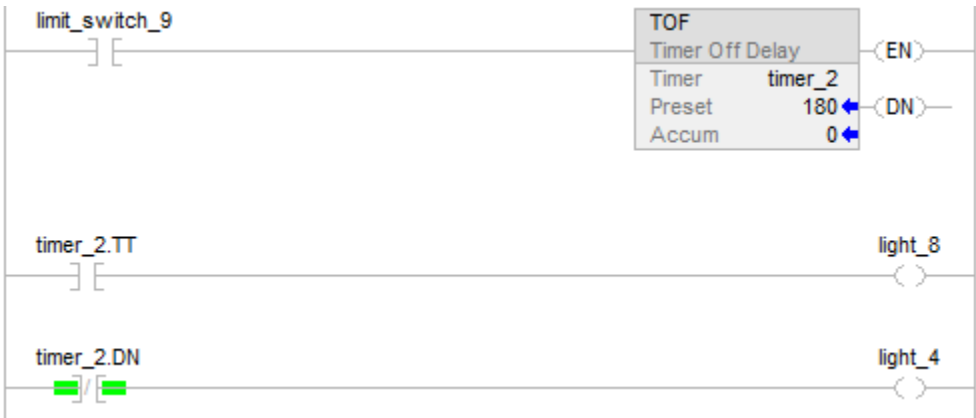 limit_switch_9
TOF
Timer Off Delay
EN
Timer timer_2
Preset 180
DN
Accum 0
timer_2.TT
light_8
timer_2.DN
light_4